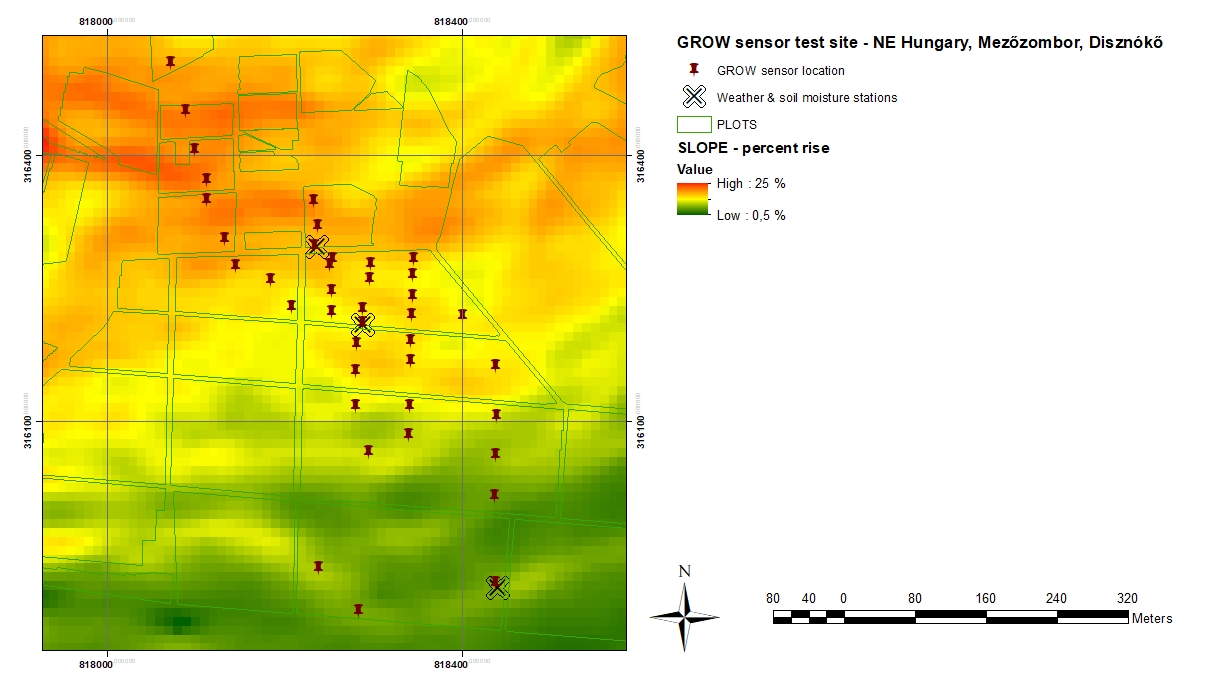 818000
818400
GROW sensor test site - NE Hungary, Mezőzombor, Disznókő
GROW sensor location
Weather & soil moisture stations
PLOTS
SLOPE - percent rise
Value
High : 25 %
Low : 0,5 %
316400
316400
316100
316100
N
80 40 0 80 160 240 320
Meters
818000
818400